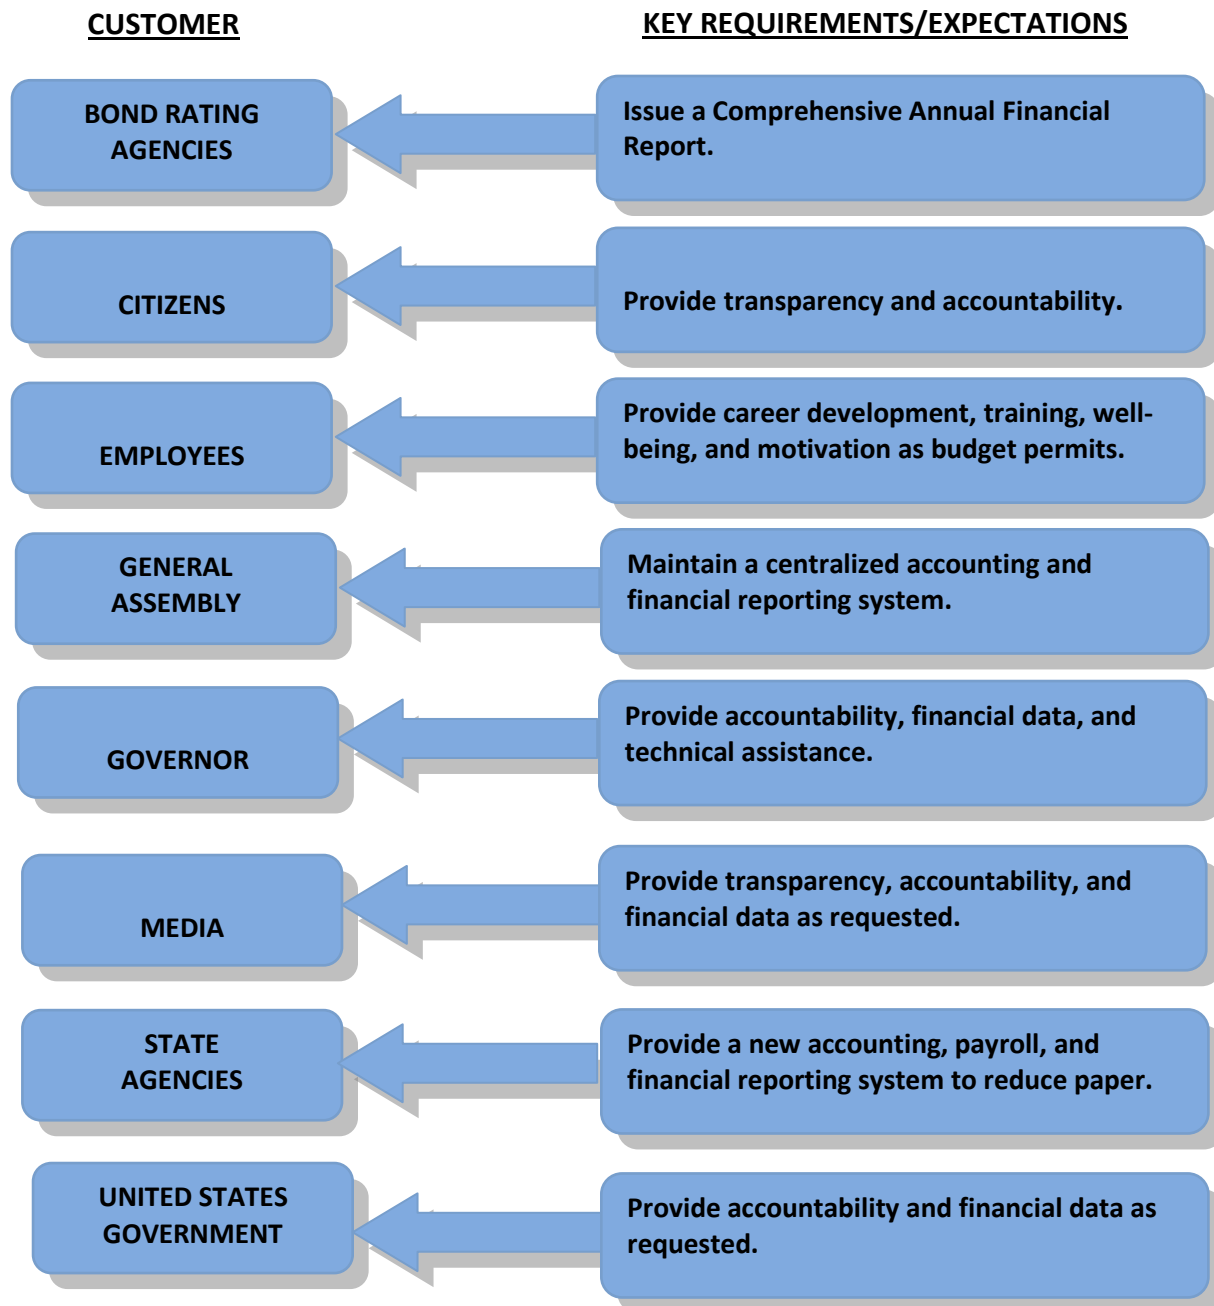 CUSTOMER
KEY REQUIREMENTS/EXPECTATIONS
BOND RATING
AGENCIES
Issue a Comprehensive Annual Financial
Report.
CITIZENS
Provide transparency and accountability.
EMPLOYEES
Provide career development, training, well-
being, and motivation as budget permits.
GENERAL
ASSEMBLY
Maintain a centralized accounting and
financial reporting system.
GOVERNOR
Provide accountability, financial data, and
technical assistance.
MEDIA
Provide transparency, accountability, and
financial data as requested.
STATE
AGENCIES
Provide a new accounting, payroll, and
financial reporting system to reduce paper.
UNITED STATES
GOVERNMENT
Provide accountability and financial data as
requested.